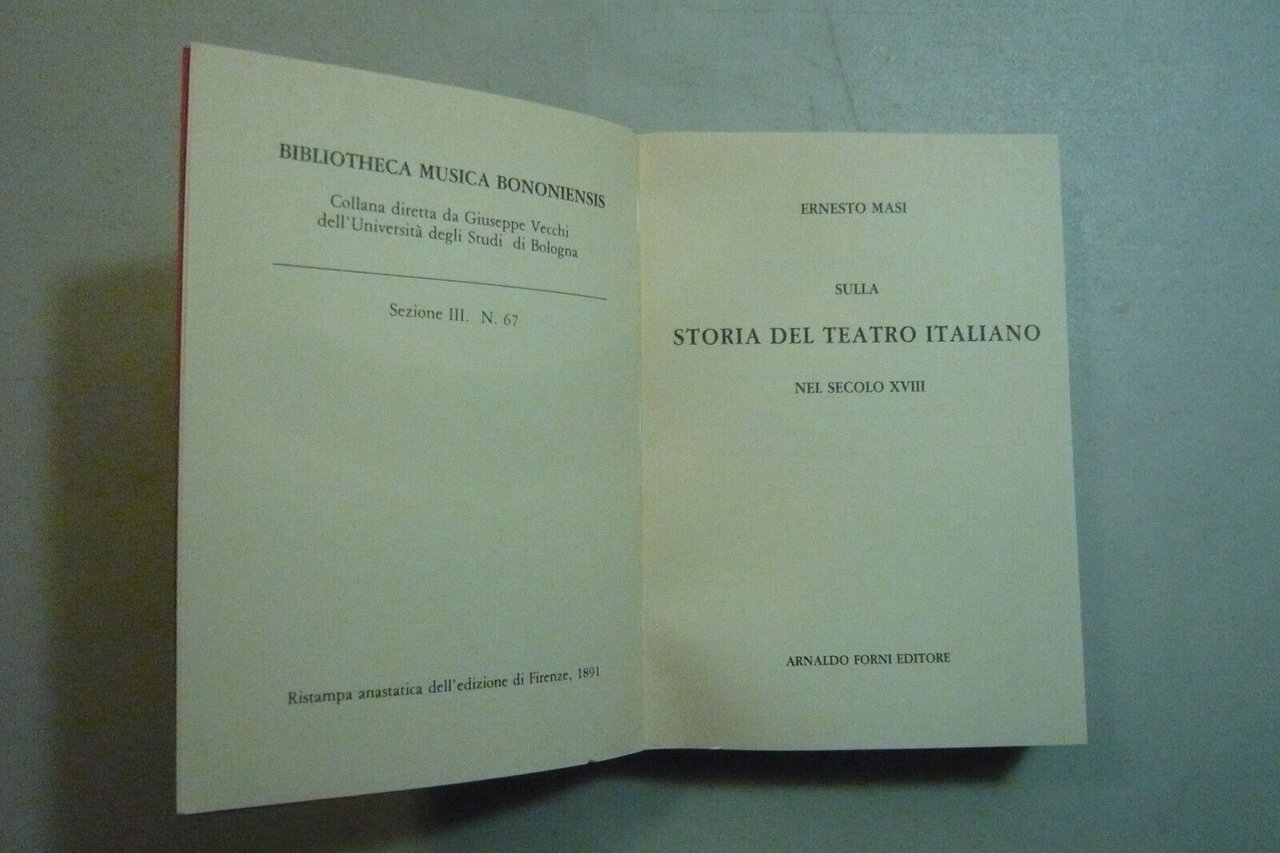 BIBLIOTHECA MUSICA BONONIENSIS
Collana diretta da Giuseppe Vecchi
dell'Università degli Studi di Bologna
Sezione III. N. 67
Ristampa anastatica dell'edizione di Firenze, 1891
ERNESTO MASI
SULLA
STORIA DEL TEATRO ITALIANO
NEL SECOLO XVIII
ARNALDO FORNI EDITORE